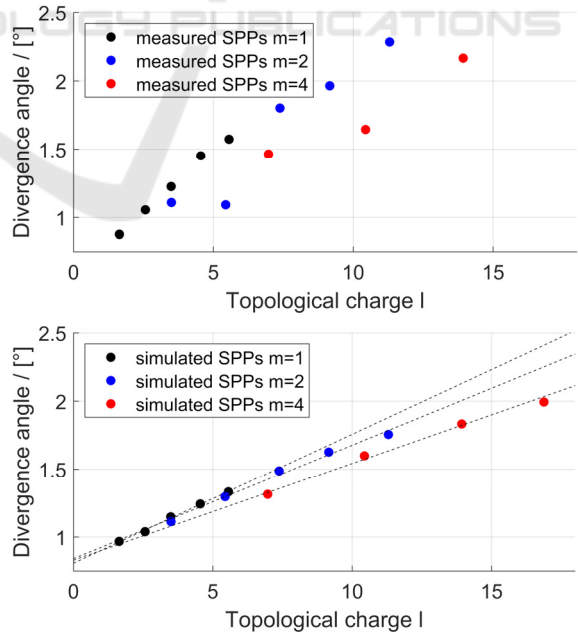 LOGY PUBLICATIONS
2.5
measured SPPs m=1
measured SPPs m=2
measured SPPs m=4
2
1.5
1
Divergence angle / [°]
0 5 10 15
Topological charge l
2.5
simulated SPPs m=1
simulated SPPs m=2
simulated SPPs m=4
2
1.5
1
Divergence angle / [°]
0 5 10 15
Topological charge l